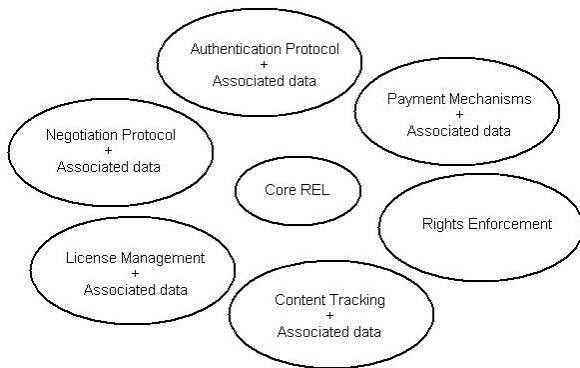 Authentication Protocol
+
Associated data
Payment Mechanisms
+
Associated data
Negotiation Protocol
+
Associated data
Core REL
Rights Enforcement
License Management
+
Associated data
Content Tracking
+
Associated data